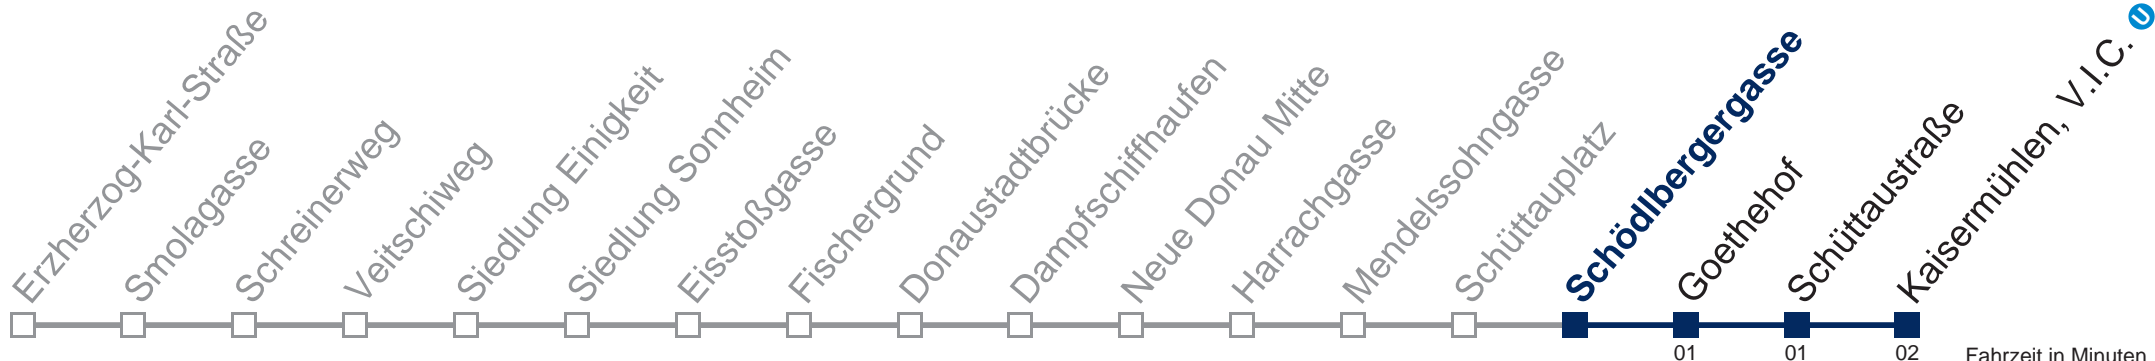 Erzherzog-Karl-Straße
Smolagasse
Schreinerweg
Veitschiweg
Siedlung Einigkeit
Siedlung Sonnheim
Eisstoßgasse
Fischergrund
Donaustadtbrücke
Dampfschiffhaufen
Neue Donau Mitte
Harrachgasse
Mendelssohngasse
Schüttauplatz
Schödlbergergasse
Goethehof
Schüttaustraße
Kaisermühlen, V.I.C. U
01
01
02
Fahrzeit in Minuten